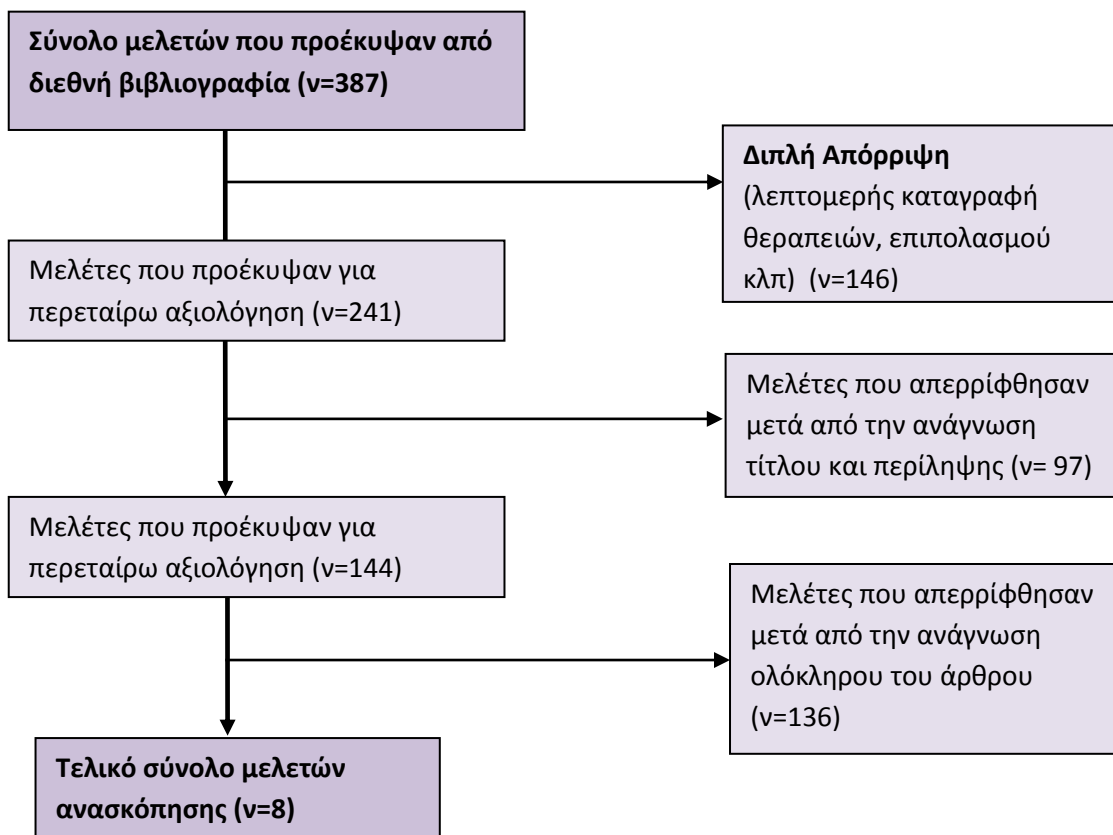 Σύνολο μελετών που προέκυψαν από
διεθνή βιβλιογραφία (ν=387)
Διπλή Απόρριψη
(λεπτομερής καταγραφή
θεραπειών, επιπολασμού
κλπ) (ν=146)
Μελέτες που προέκυψαν για
περεταίρω αξιολόγηση (ν=241)
Μελέτες που απερρίφθησαν
μετά από την ανάγνωση
τίτλου και περίληψης (ν= 97)
Μελέτες που προέκυψαν για
περεταίρω αξιολόγηση (ν=144)
Μελέτες που απερρίφθησαν
μετά από την ανάγνωση
ολόκληρου του άρθρου
(ν=136)
Τελικό σύνολο μελετών
ανασκόπησης (ν=8)